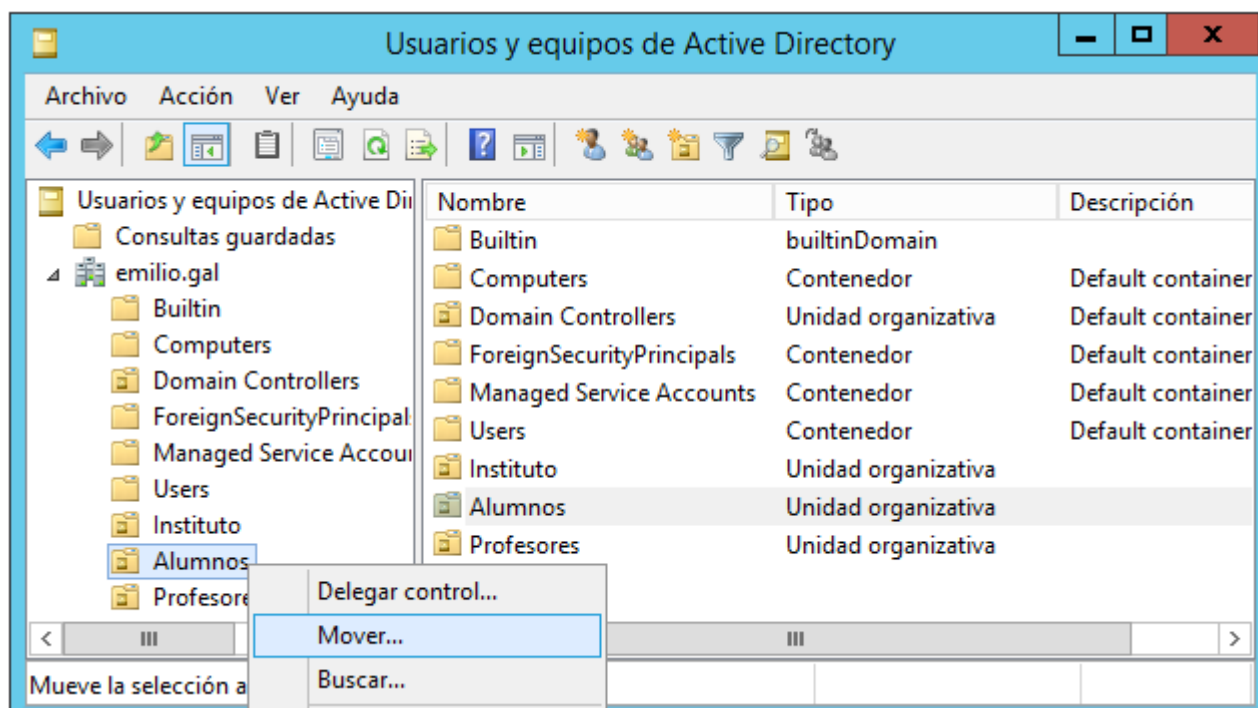 Usuarios y equipos de Active Directory
Archivo Acción Ver Ayuda
Usuarios y equipos de Active Dir
Consultas guardadas
emilio.gal
Builtin
Computers
Domain Controllers
ForeignSecurityPrincipal
Managed Service Accou
Users
Instituto
Alumnos
Profesore
Nombre Tipo Descripción
Builtin builtinDomain
Computers Contenedor Default container
Domain Controllers Unidad organizativa Default container
ForeignSecurityPrincipals Contenedor Default container
Managed Service Accounts Contenedor Default container
Users Contenedor Default container
Instituto Unidad organizativa
Alumnos Unidad organizativa
Profesores Unidad organizativa
Delegar control...
Mover...
Buscar...
Mueve la selección a